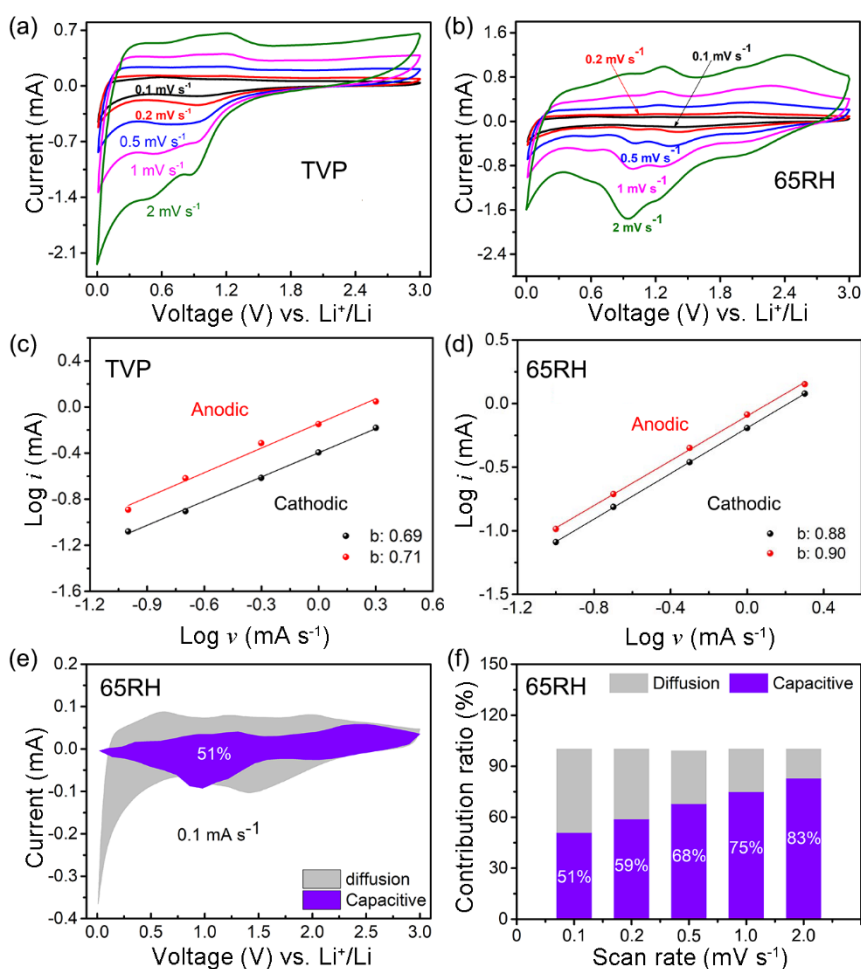 (a)
0.7
0.0
-0.7
-1.4
-2.1
Current (mA)
0.1 mV s⁻¹
0.2 mV s⁻¹
0.5 mV s⁻¹
1 mV s⁻¹
2 mV s⁻¹
TVP
0.0 0.6 1.2 1.8 2.4 3.0
Voltage (V) vs. Li⁺/Li
(b)
1.6
0.8
0.0
-0.8
-1.6
-2.4
Current (mA)
0.2 mV s⁻¹
0.1 mV s⁻¹
0.5 mV s⁻¹
1 mV s⁻¹
2 mV s⁻¹
65RH
0.0 0.6 1.2 1.8 2.4 3.0
Voltage (V) vs. Li⁺/Li
(c)
TVP
0.4
0.0
-0.4
-0.8
-1.2
-1.6
Log i (mA)
Anodic
Cathodic
b: 0.69
b: 0.71
-1.2 -0.9 -0.6 -0.3 0.0 0.3 0.6
Log v (mA s⁻¹)
(d)
65RH
0.5
0.0
-0.5
-1.0
-1.5
Log i (mA)
Anodic
Cathodic
b: 0.88
b: 0.90
-1.2 -0.8 -0.4 0.0 0.4
Log v (mA s⁻¹)
(e)
65RH
0.2
0.1
0.0
-0.1
-0.2
-0.3
-0.4
Current (mA)
51%
0.1 mA s⁻¹
diffusion
Capacitive
0.0 0.5 1.0 1.5 2.0 2.5 3.0
Voltage (V) vs. Li⁺/Li
(f)
65RH
Diffusion Capacitive
150
120
90
60
30
0
Contribution ratio (%)
51% 59% 68% 75% 83%
0 0.1 0.2 0.5 1.0 2.0
Scan rate (mV s⁻¹)